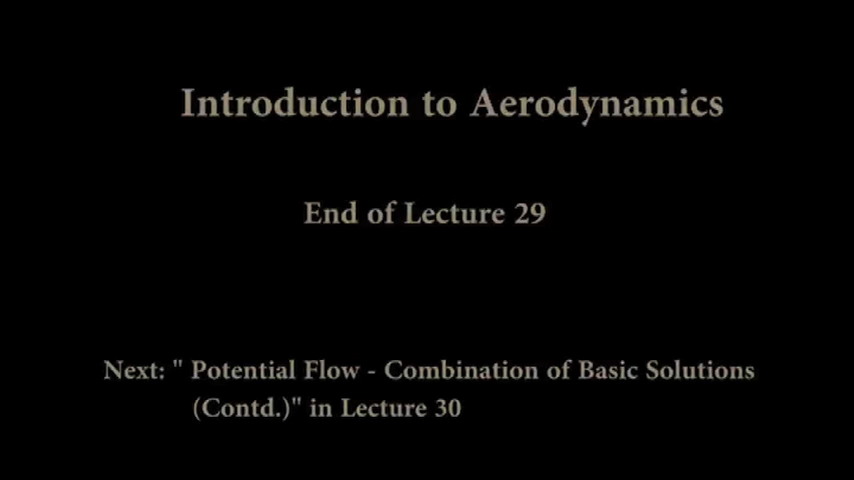 Introduction to Aerodynamics
End of Lecture 29
Next: " Potential Flow - Combination of Basic Solutions
(Contd.)" in Lecture 30